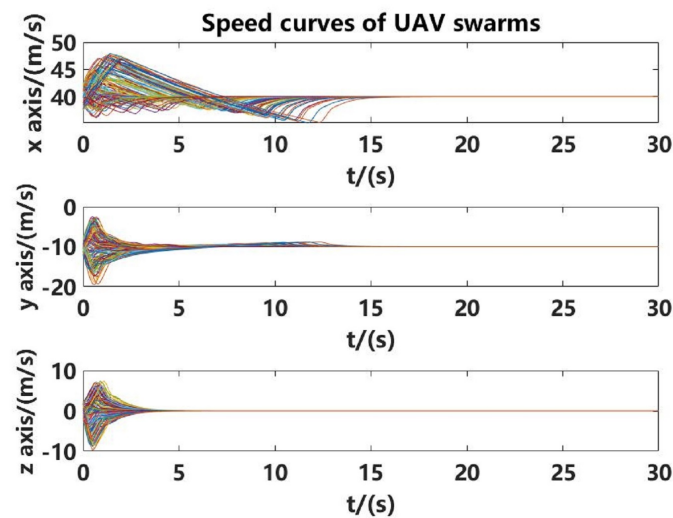 Speed curves of UAV swarms
x axis/(m/s)
50
45
40
0 5 10 15 20 25 30
t/(s)
y axis/(m/s)
0
-10
-20
0 5 10 15 20 25 30
t/(s)
z axis/(m/s)
10
0
-10
0 5 10 15 20 25 30
t/(s)